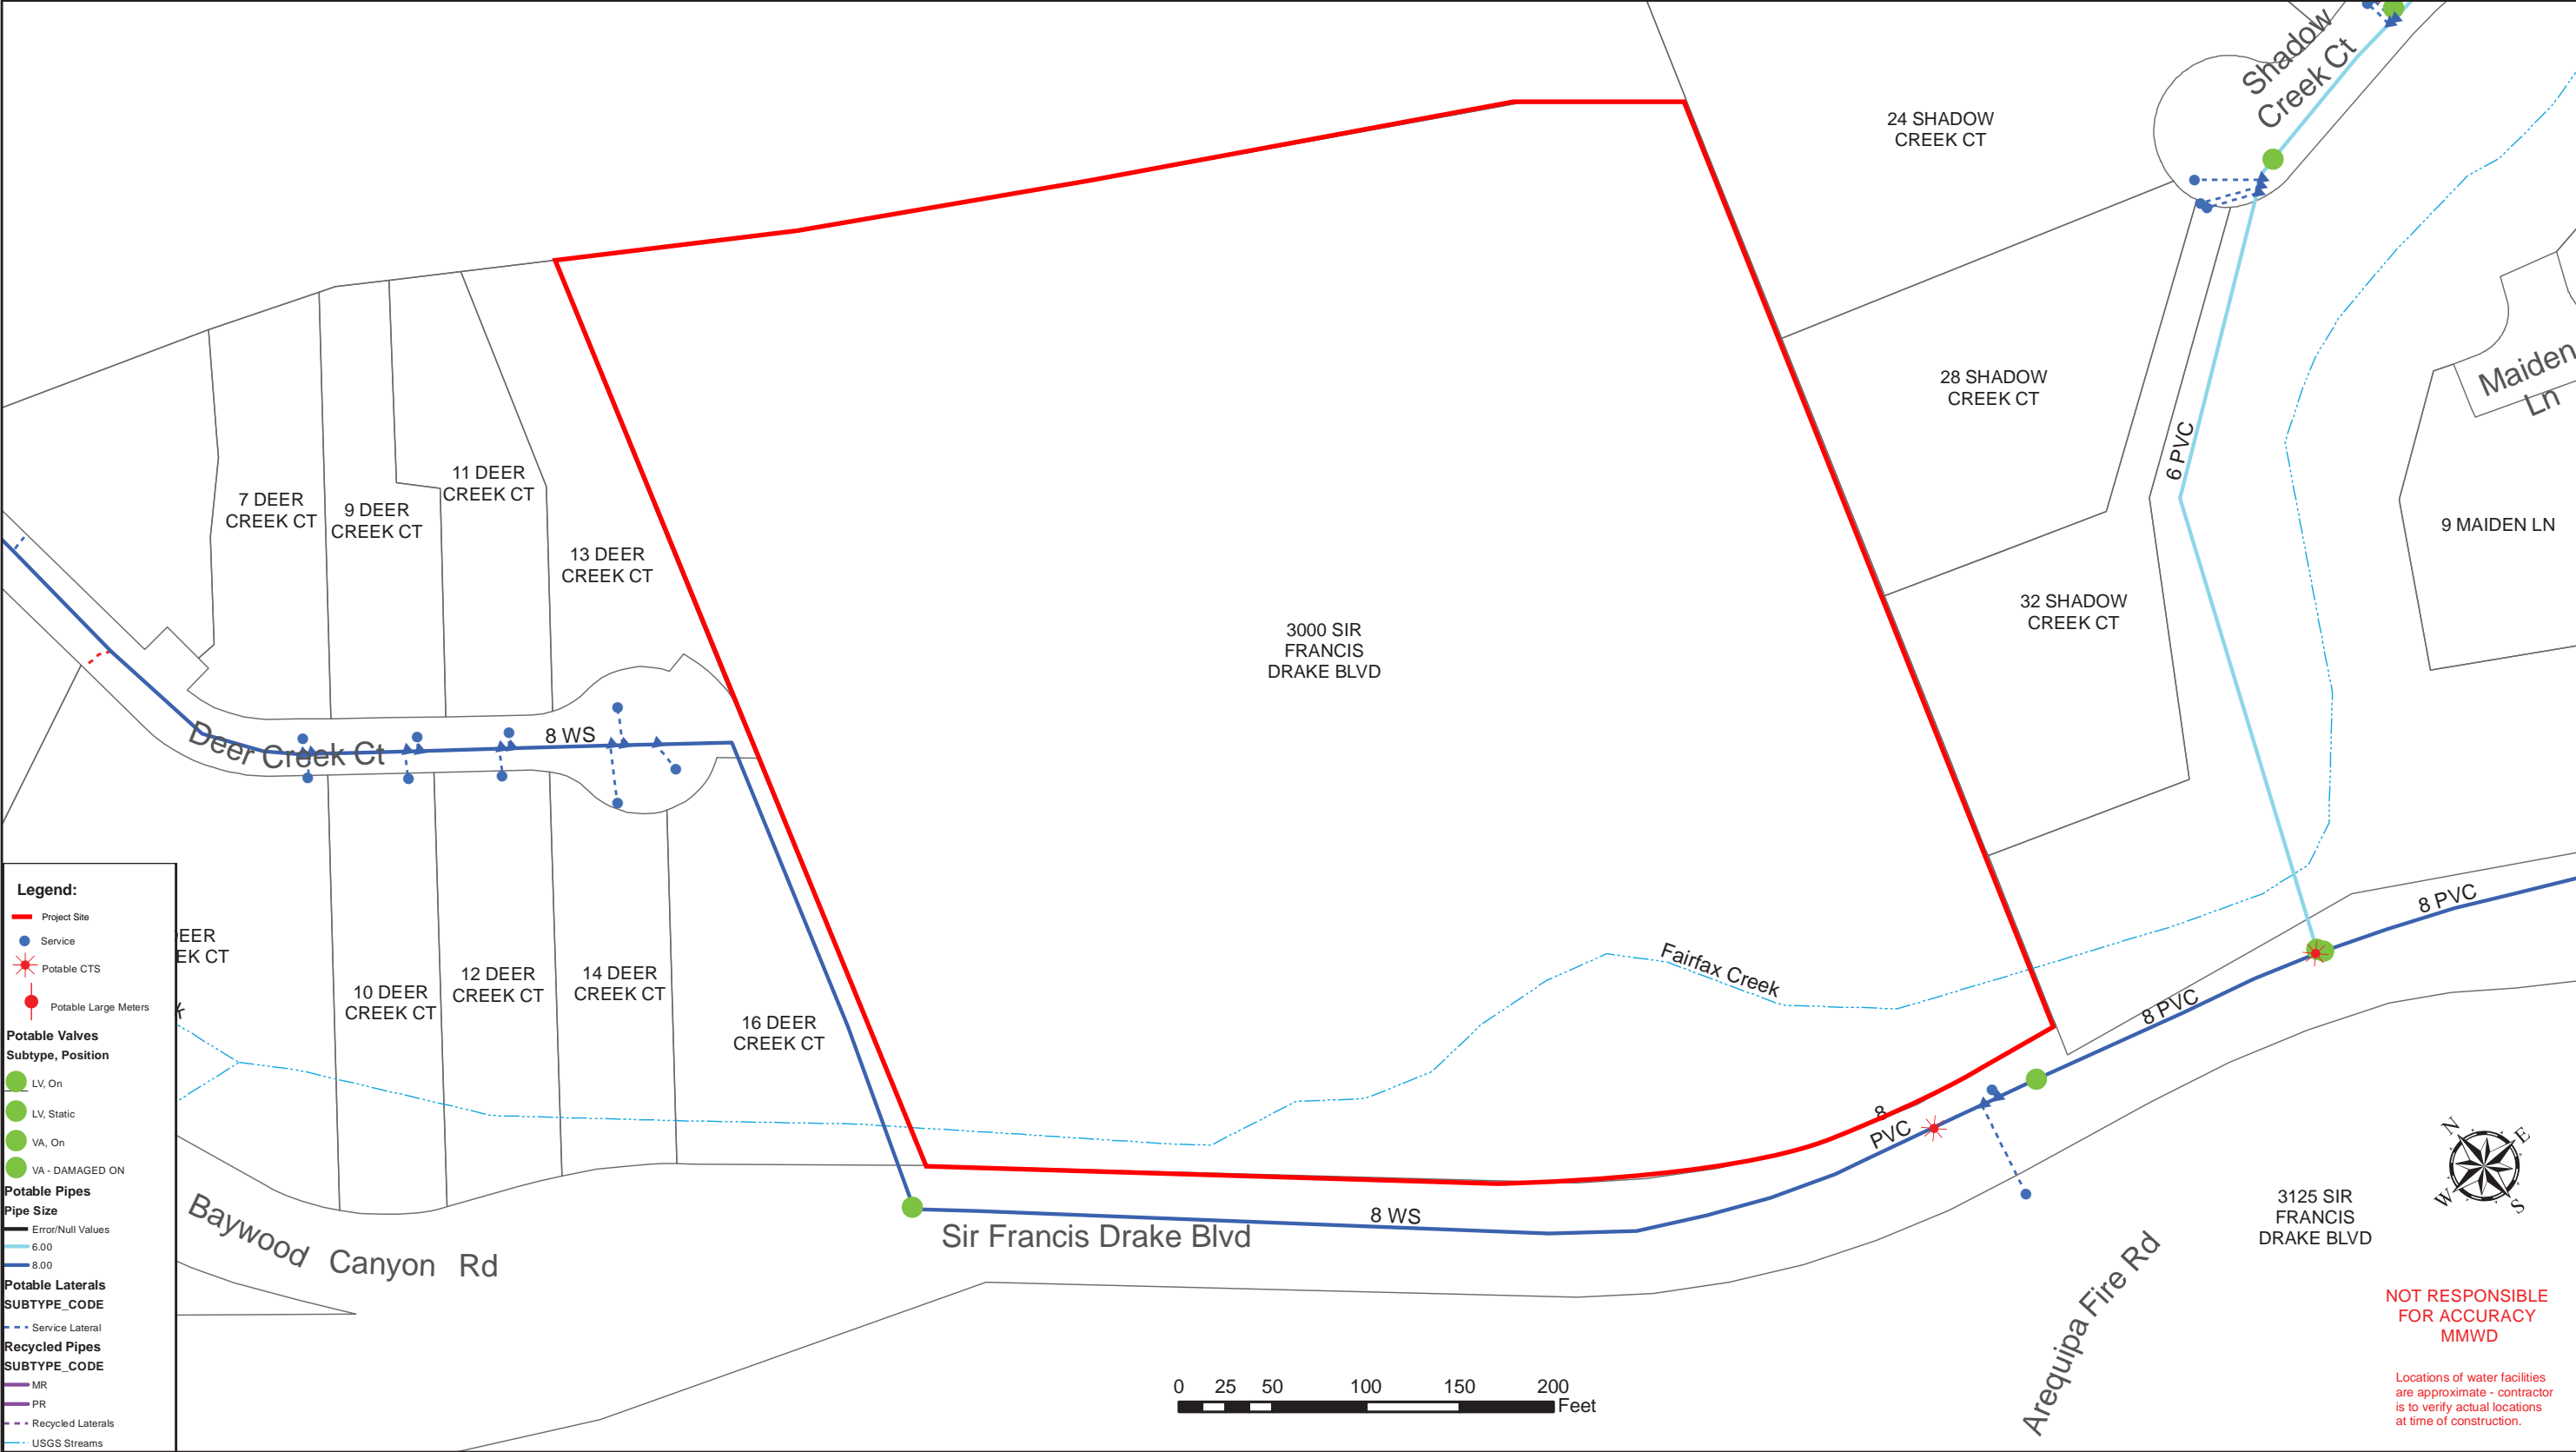 Shadow
Creek Ct
24 SHADOW
CREEK CT
28 SHADOW
CREEK CT
6 PVC
Maiden
Ln
9 MAIDEN LN
32 SHADOW
CREEK CT
7 DEER
CREEK CT
9 DEER
CREEK CT
11 DEER
CREEK CT
13 DEER
CREEK CT
3000 SIR
FRANCIS
DRAKE BLVD
Deer Creek Ct
8 WS
10 DEER
CREEK CT
12 DEER
CREEK CT
14 DEER
CREEK CT
16 DEER
CREEK CT
Fairfax Creek
8 PVC
8 PVC
8
PVC
8 WS
Sir Francis Drake Blvd
Baywood Canyon Rd
Arequipa Fire Rd
3125 SIR
FRANCIS
DRAKE BLVD
N
E
W
S
EER
EK CT
k
Legend:
Project Site
Service
Potable CTS
Potable Large Meters
Potable Valves
Subtype, Position
LV, On
LV, Static
VA, On
VA - DAMAGED ON
Potable Pipes
Pipe Size
Error/Null Values
6.00
8.00
Potable Laterals
SUBTYPE_CODE
Service Lateral
Recycled Pipes
SUBTYPE_CODE
MR
PR
Recycled Laterals
USGS Streams
0 25 50 100 150 200
Feet
NOT RESPONSIBLE
FOR ACCURACY
MMWD
Locations of water facilities
are approximate - contractor
is to verify actual locations
at time of construction.